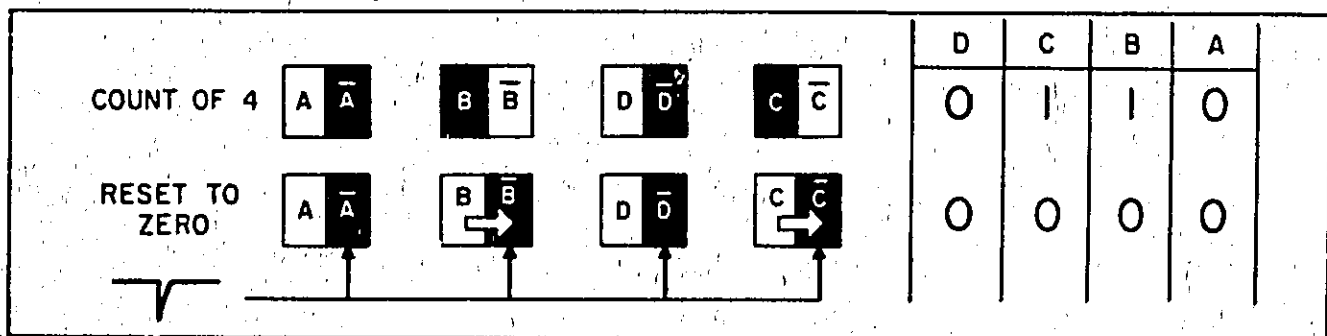 D C B A
COUNT OF 4 A A̅ B B̅ D D̅ C C̅ 0 1 1 0
RESET TO ZERO A A̅ B B̅ D D̅ C C̅ 0 0 0 0